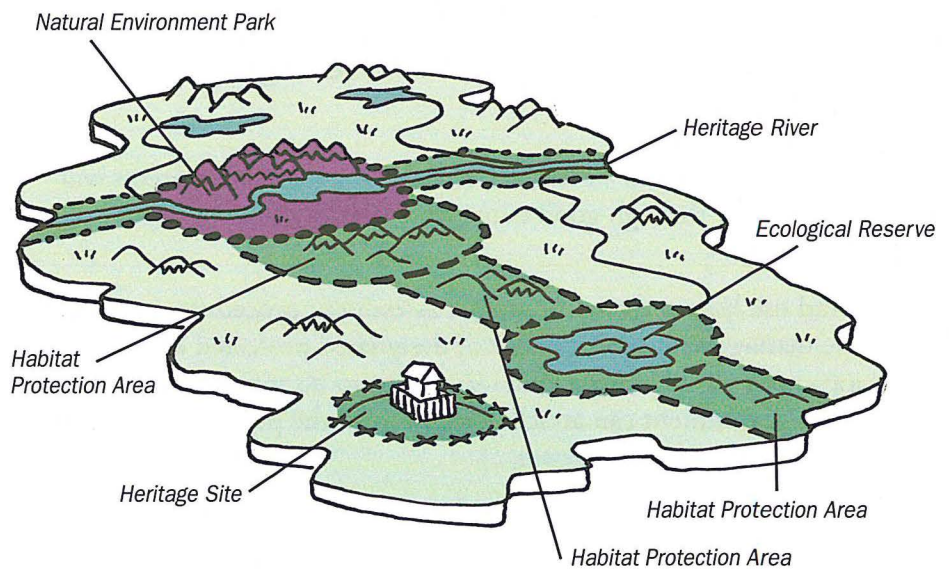 Natural Environment Park
Heritage River
Ecological Reserve
Habitat
Protection Area
Heritage Site
Habitat Protection Area
Habitat Protection Area